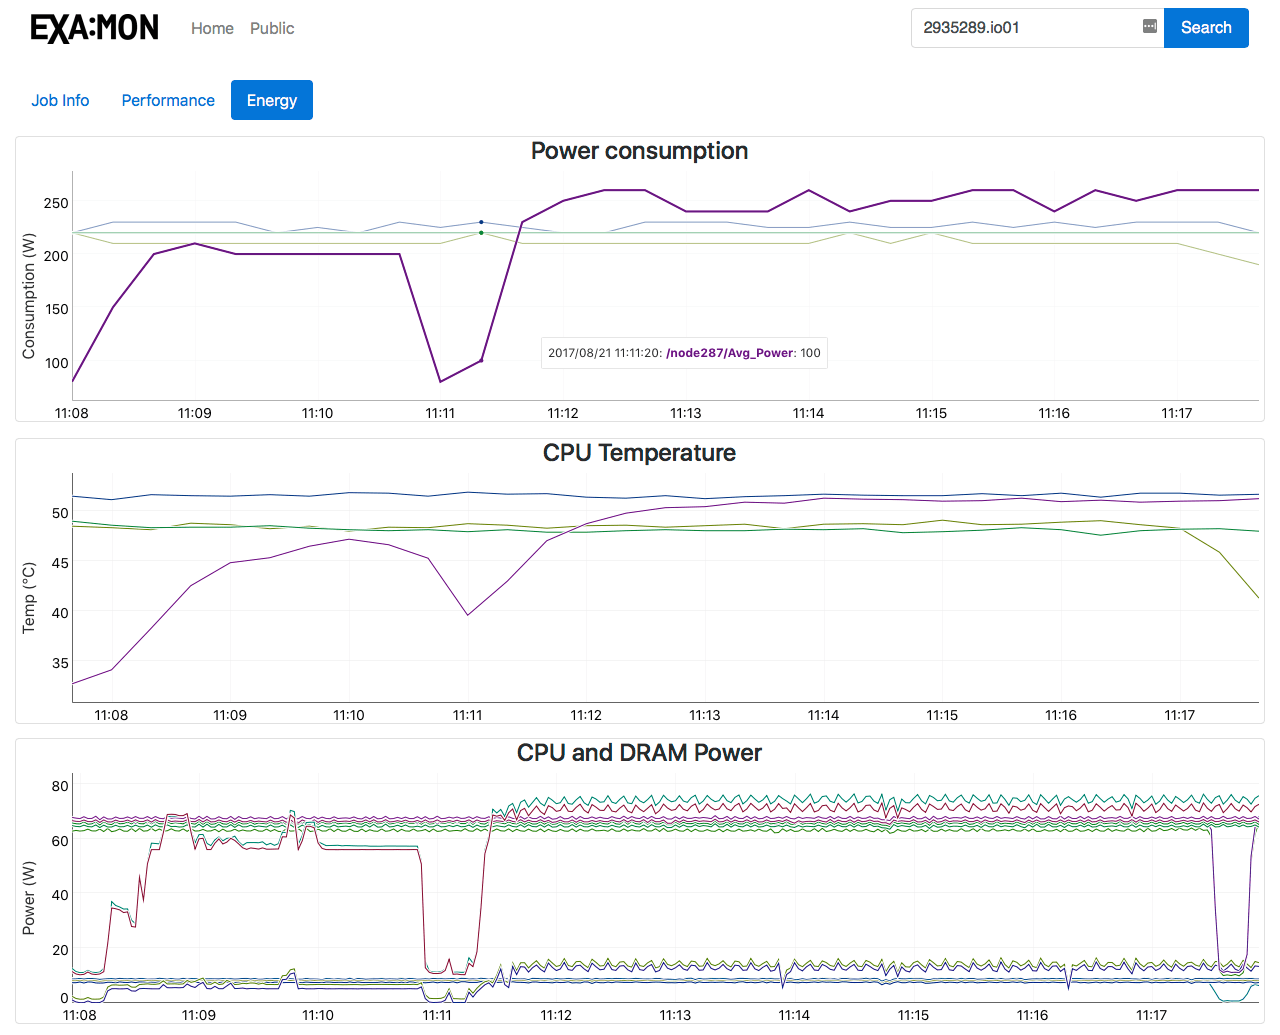 EXA:MON Home Public 2935289.io01 Search
Job Info Performance Energy
Power consumption
Consumption (W)
250
200
150
100
2017/08/21 11:11:20: /node287/Avg_Power: 100
11:08 11:09 11:10 11:11 11:12 11:13 11:14 11:15 11:16 11:17
CPU Temperature
Temp (°C)
50
45
40
35
11:08 11:09 11:10 11:11 11:12 11:13 11:14 11:15 11:16 11:17
CPU and DRAM Power
Power (W)
80
60
40
20
0
11:08 11:09 11:10 11:11 11:12 11:13 11:14 11:15 11:16 11:17